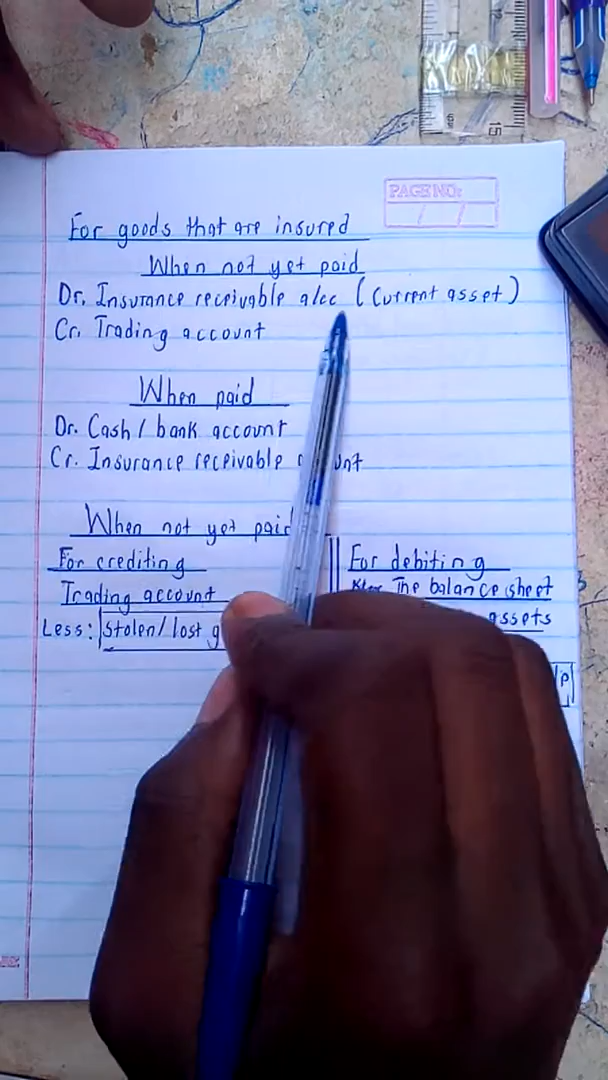 PAGE NO:
For goods that are insured
When not yet paid
Dr. Insurance receivable a/cc (Current asset)
Cr. Trading account
When paid
Dr. Cash / bank account
Cr. Insurance receivable
When not yet paid
For crediting
Trading account
Less: Stolen/ lost
For debiting
The balance sheet
assets